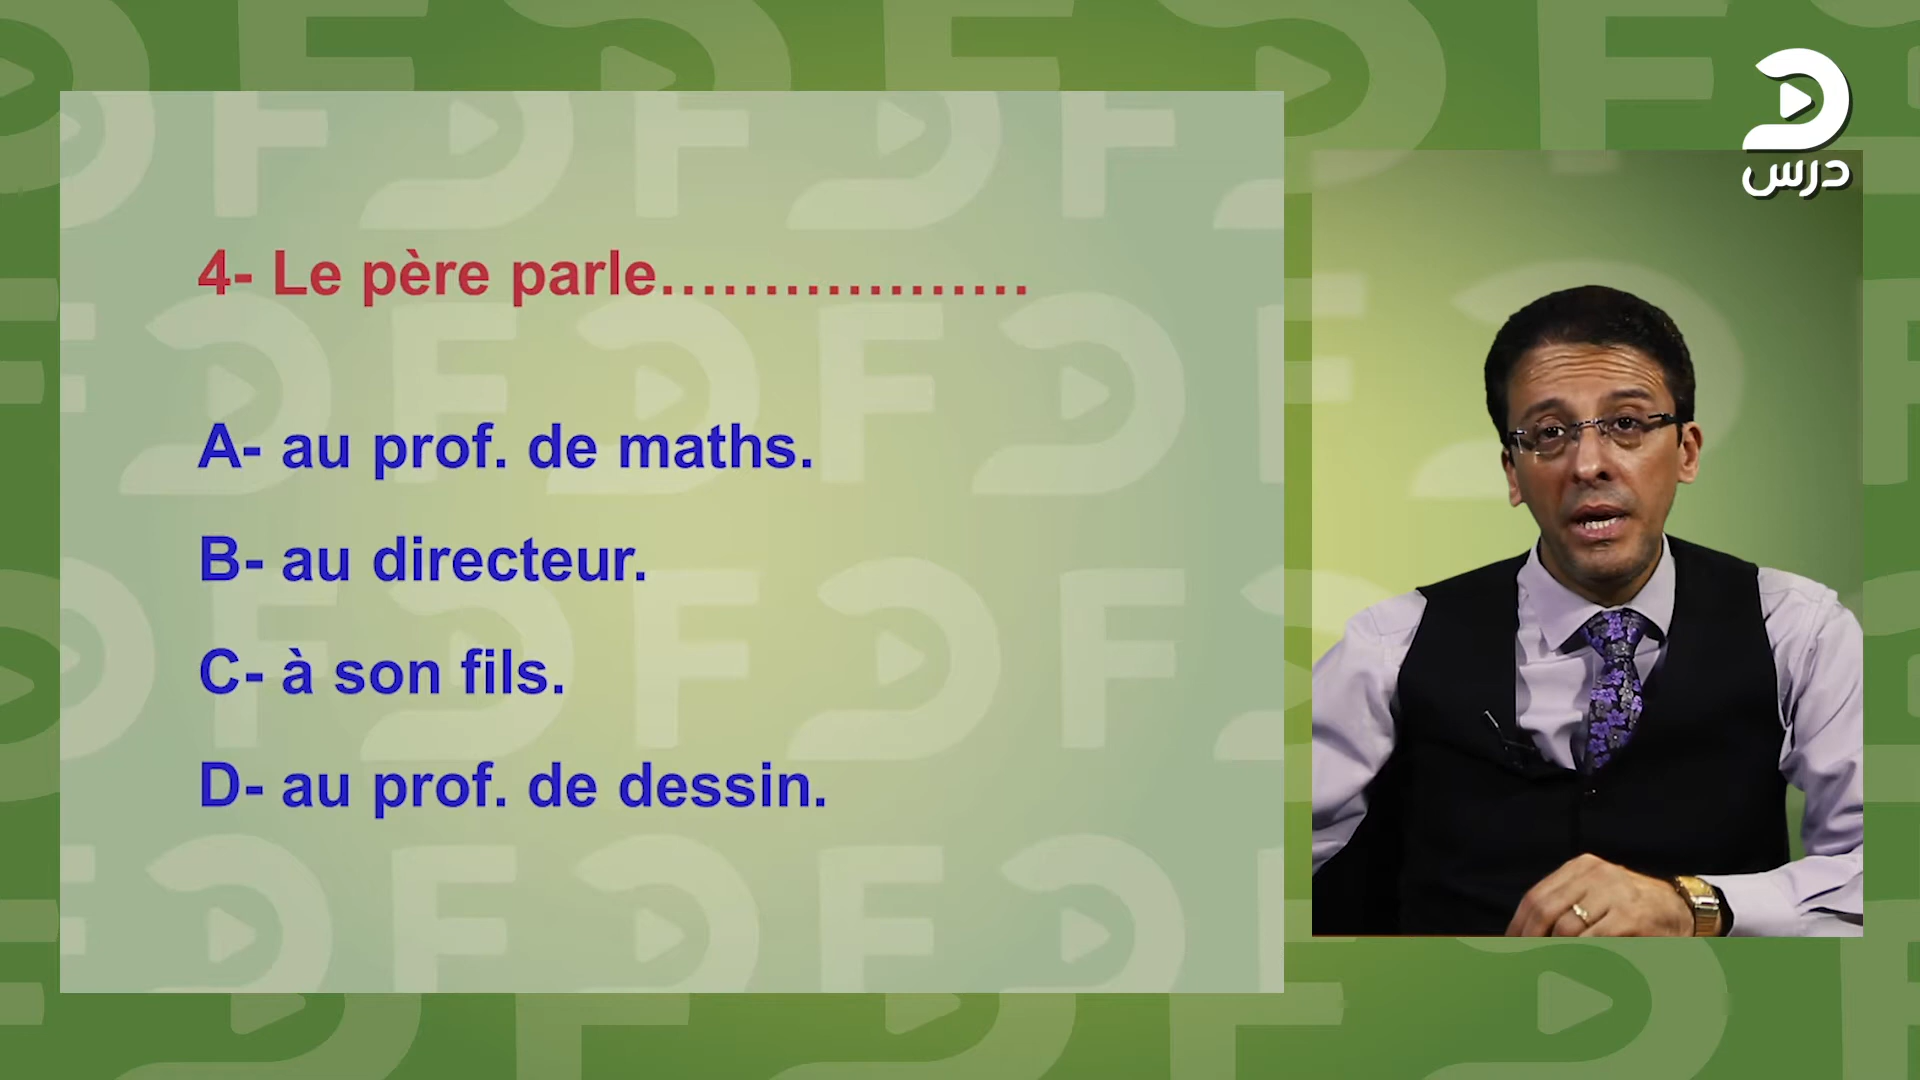 درس
4- Le père parle..................
A- au prof. de maths.
B- au directeur.
C- à son fils.
D- au prof. de dessin.